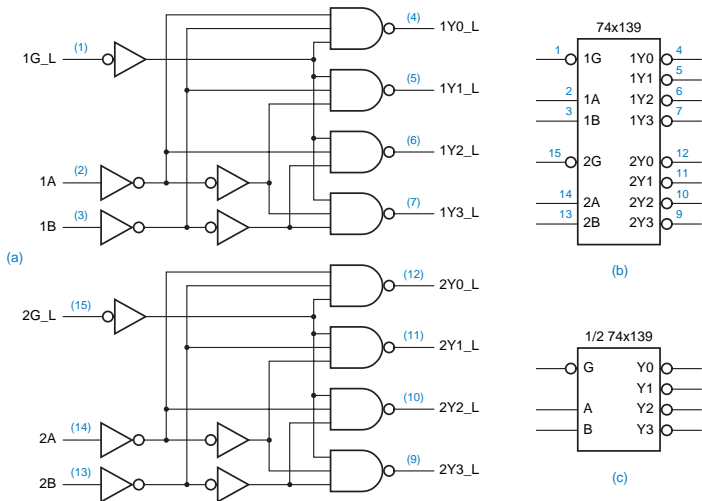 1G_L (1) (4) 1Y0_L
(5) 1Y1_L
(6) 1Y2_L
1A (2)
1B (3) (7) 1Y3_L
(a)
2G_L (15) (12) 2Y0_L
(11) 2Y1_L
(10) 2Y2_L
2A (14)
2B (13) (9) 2Y3_L
74x139
1 1G 1Y0 4
1Y1 5
2 1A 1Y2 6
3 1B 1Y3 7
15 2G 2Y0 12
2Y1 11
14 2A 2Y2 10
13 2B 2Y3 9
(b)
1/2 74x139
G Y0
Y1
A Y2
B Y3
(c)